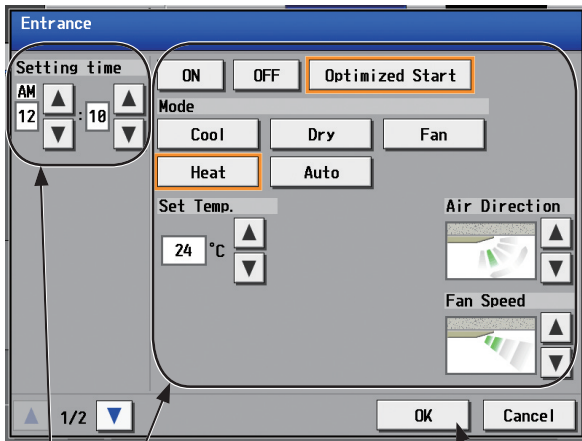 Entrance
Setting time
ON OFF Optimized Start
AM
12 : 10
Mode
Cool Dry Fan
Heat Auto
Set Temp. Air Direction
24 °C
Fan Speed
1/2 OK Cancel